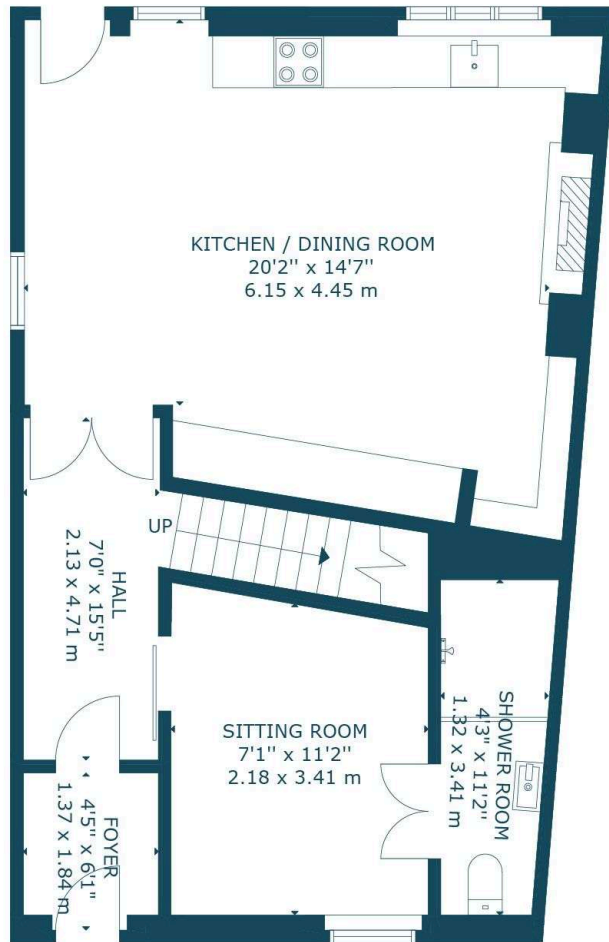 KITCHEN / DINING ROOM
20'2'' x 14'7''
6.15 x 4.45 m
UP
HALL
7'0'' x 15'5''
2.13 x 4.71 m
SITTING ROOM
7'1'' x 11'2''
2.18 x 3.41 m
SHOWER ROOM
4'3'' x 11'2''
1.32 x 3.41 m
FOYER
4'5'' x 6'1''
1.37 x 1.84 m